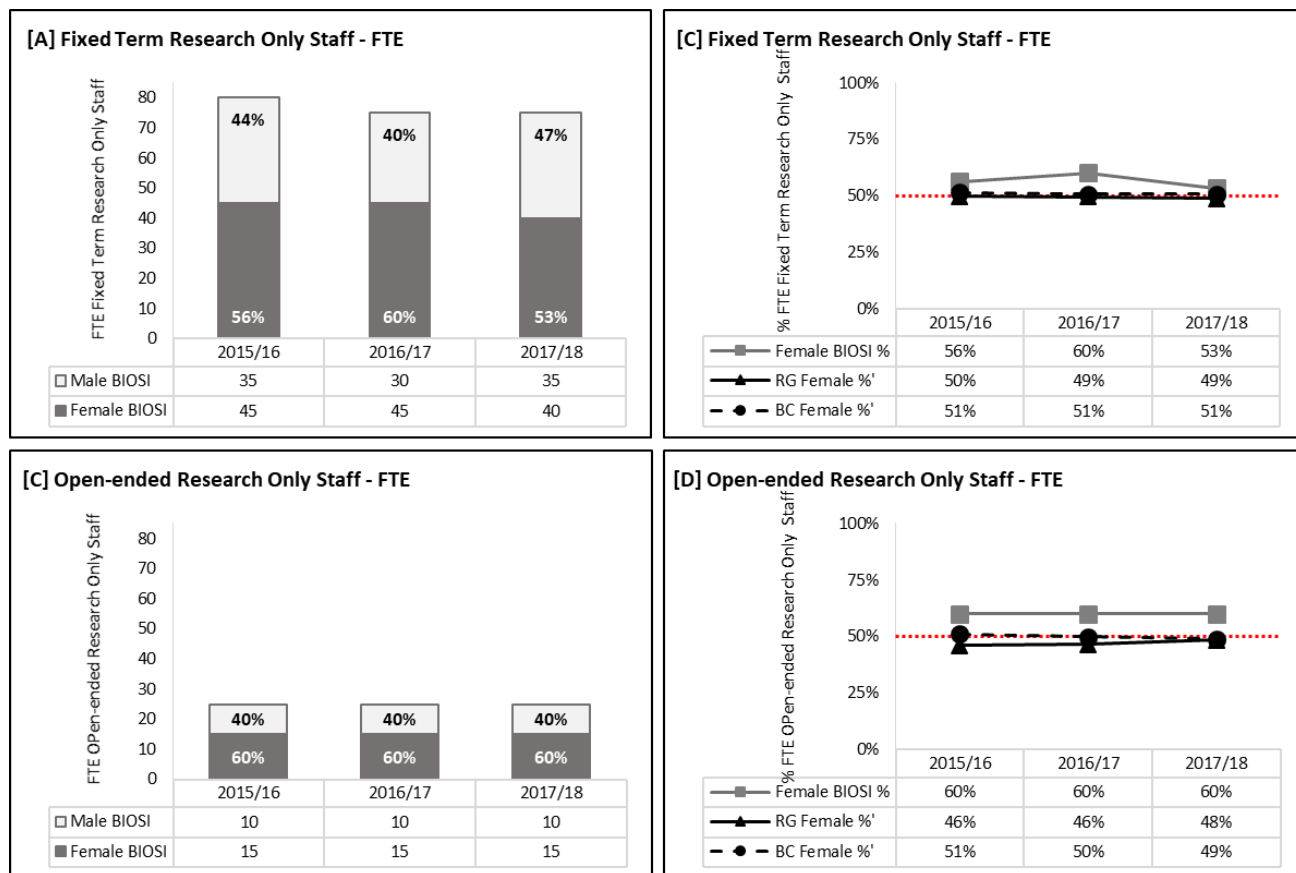 [A] Fixed Term Research Only Staff - FTE
FTE Fixed Term Research Only Staff
80
70
60
50
40
30
20
10
0
44%
40%
47%
56%
60%
53%
2015/16 2016/17 2017/18
Male BIOSI 35 30 35
Female BIOSI 45 45 40
[C] Fixed Term Research Only Staff - FTE
% FTE Fixed Term Research Only Staff
100%
75%
50%
25%
0%
2015/16 2016/17 2017/18
Female BIOSI % 56% 60% 53%
RG Female %' 50% 49% 49%
BC Female %' 51% 51% 51%
[C] Open-ended Research Only Staff - FTE
FTE OPen-ended Research Only Staff
80
70
60
50
40
30
20
10
0
40%
40%
40%
60%
60%
60%
2015/16 2016/17 2017/18
Male BIOSI 10 10 10
Female BIOSI 15 15 15
[D] Open-ended Research Only Staff - FTE
% FTE OPen-ended Research Only Staff
100%
75%
50%
25%
0%
2015/16 2016/17 2017/18
Female BIOSI % 60% 60% 60%
RG Female %' 46% 46% 48%
BC Female %' 51% 50% 49%